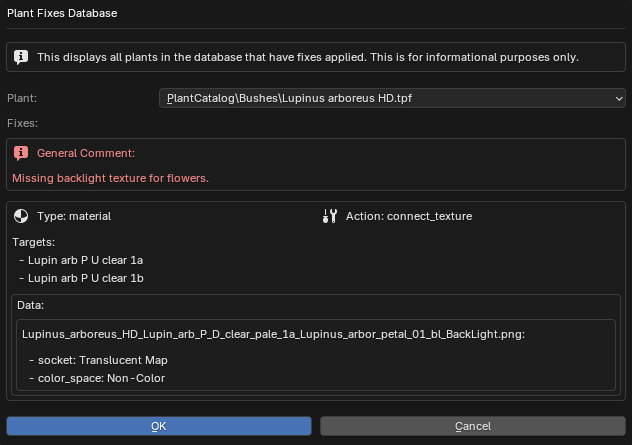 Plant Fixes Database
This displays all plants in the database that have fixes applied. This is for informational purposes only.
Plant: PlantCatalog\Bushes\Lupinus arboreus HD.tpf
Fixes:
General Comment:
Missing backlight texture for flowers.
Type: material Action: connect_texture
Targets:
- Lupin arb P U clear 1a
- Lupin arb P U clear 1b
Data:
Lupinus_arboreus_HD_Lupin_arb_P_D_clear_pale_1a_Lupinus_arbor_petal_01_bl_BackLight.png:
- socket: Translucent Map
- color_space: Non-Color
OK Cancel